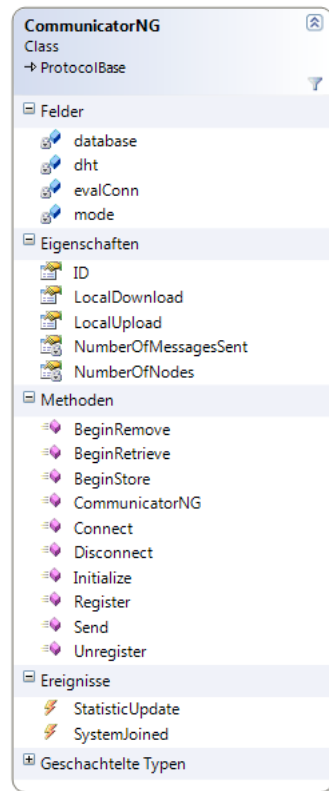 CommunicatorNG
Class
ProtocolBase
Felder
database
dht
evalConn
mode
Eigenschaften
ID
LocalDownload
LocalUpload
NumberOfMessagesSent
NumberOfNodes
Methoden
BeginRemove
BeginRetrieve
BeginStore
CommunicatorNG
Connect
Disconnect
Initialize
Register
Send
Unregister
Ereignisse
StatisticUpdate
SystemJoined
Geschachtelte Typen